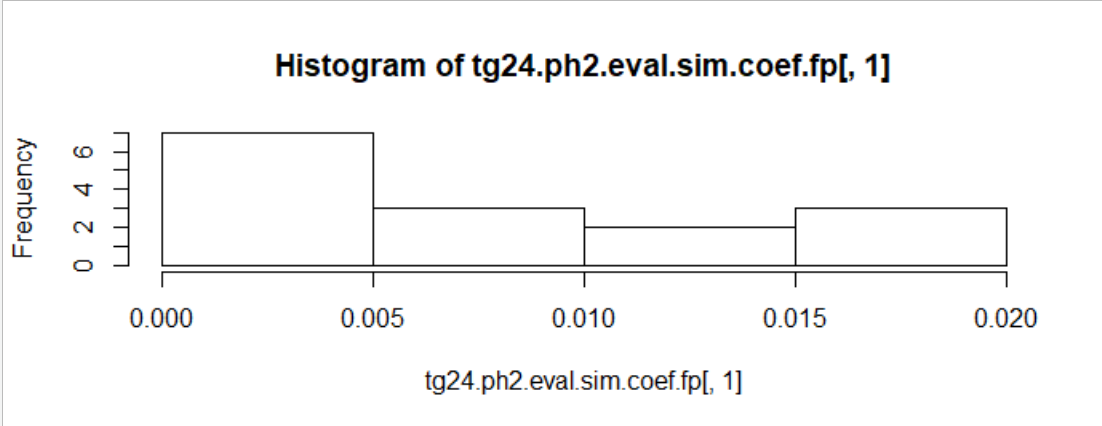 Histogram of tg24.ph2.eval.sim.coef.fp[, 1]
Frequency
6
4
2
0
0.000 0.005 0.010 0.015 0.020
tg24.ph2.eval.sim.coef.fp[, 1]